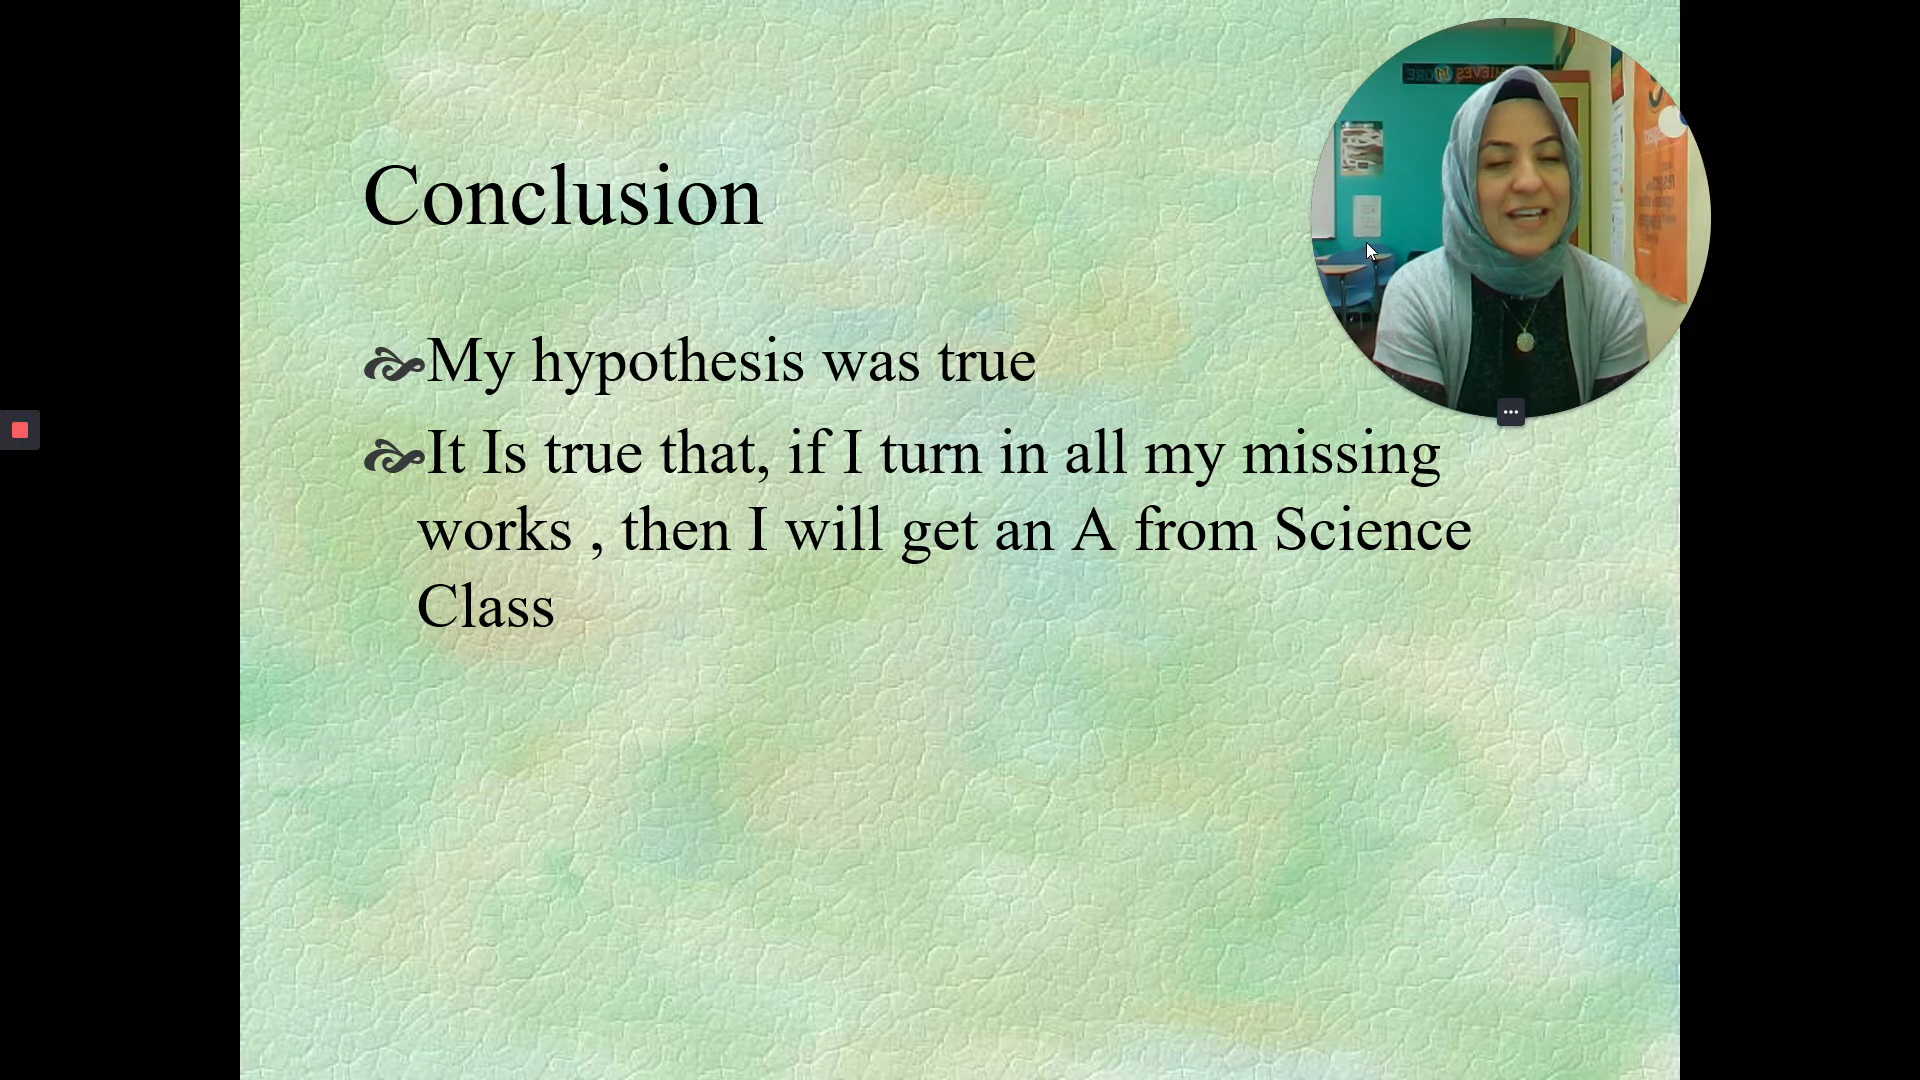 Conclusion
My hypothesis was true
It Is true that, if I turn in all my missing
works , then I will get an A from Science
Class